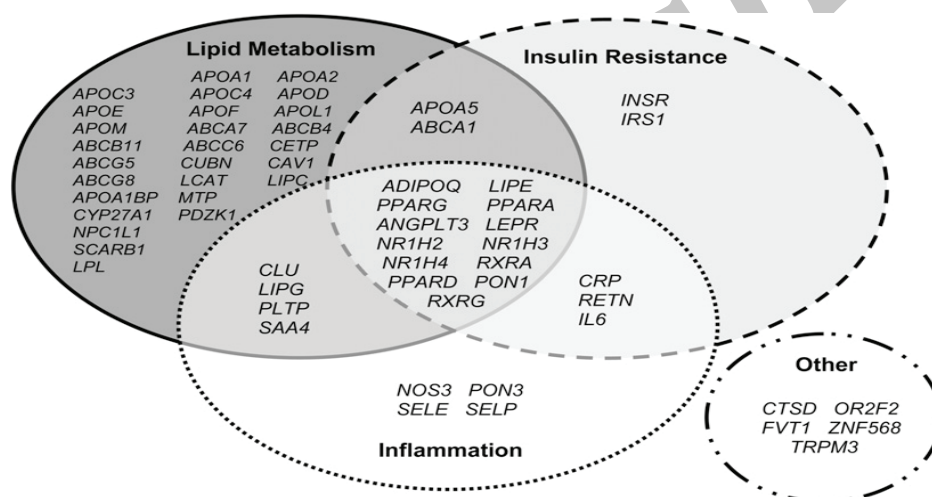 Lipid Metabolism
APOA1 APOA2
APOC3 APOC4 APOD
APOE APOF APOL1
APOM ABCA7 ABCB4
ABCB11 ABCC6 CETP
ABCG5 CUBN CAV1
ABCG8 LCAT LIPC
APOA1BP MTP
CYP27A1 PDZK1
NPC1L1
SCARB1
LPL
APOA5
ABCA1
Insulin Resistance
INSR
IRS1
ADIPOQ LIPE
PPARG PPARA
ANGPLT3 LEPR
NR1H2 NR1H3
NR1H4 RXRA
PPARD PON1
RXRG
CLU
LIPG
PLTP
SAA4
CRP
RETN
IL6
NOS3 PON3
SELE SELP
Inflammation
Other
CTSD OR2F2
FVT1 ZNF568
TRPM3